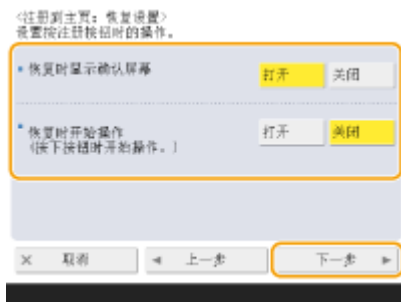 <注册到主页：恢复设置>
设置按注册按钮时的操作。
恢复时显示确认屏幕
打开 关闭
恢复时开始操作
(按下按钮时开始操作。)
打开 关闭
× 取消 ◀ 上一步 下一步 ▶